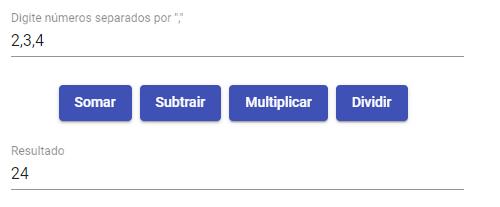 Digite números separados por ","
2,3,4
Somar Subtrair Multiplicar Dividir
Resultado
24